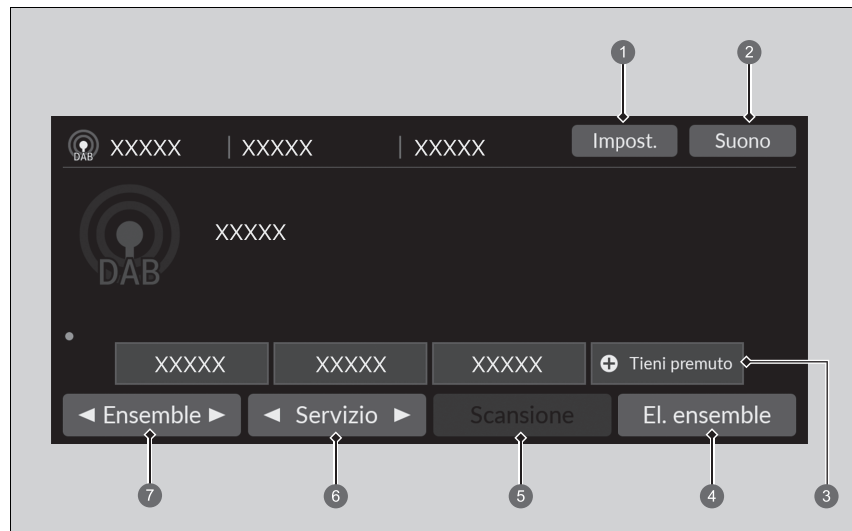 1 2
DAB XXXXX | XXXXX | XXXXX Impost. Suono
DAB XXXXX
XXXXX XXXXX XXXXX Tieni premuto
◄ Ensemble ► ◄ Servizio ► Scansione El. ensemble
7 6 5 4 3